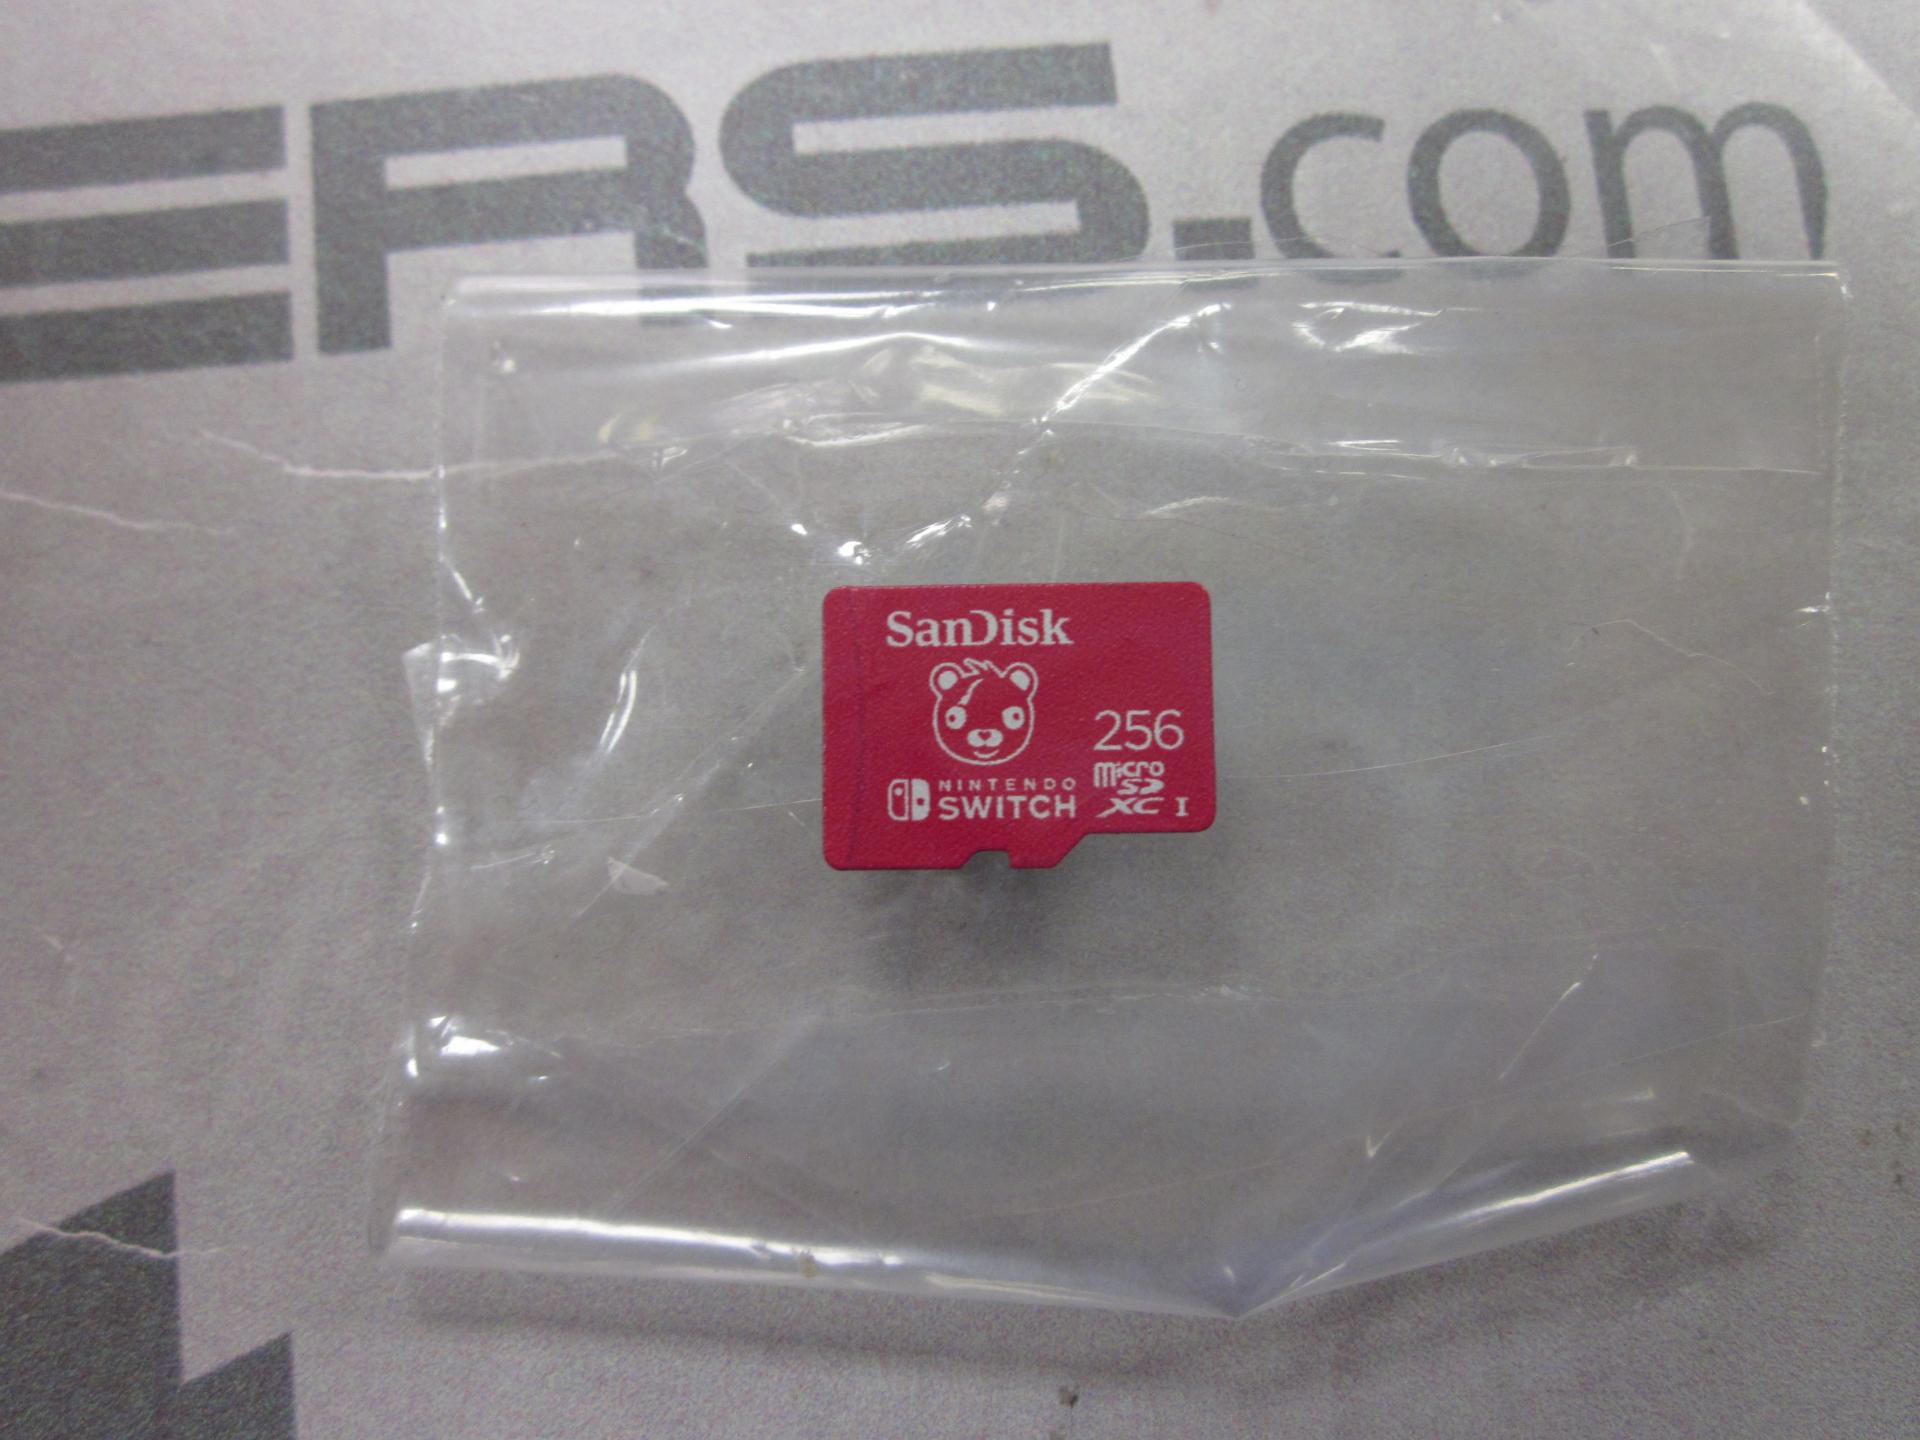 ERS.com
SanDisk
256
NINTENDO
SWITCH
micro
SD
XC I